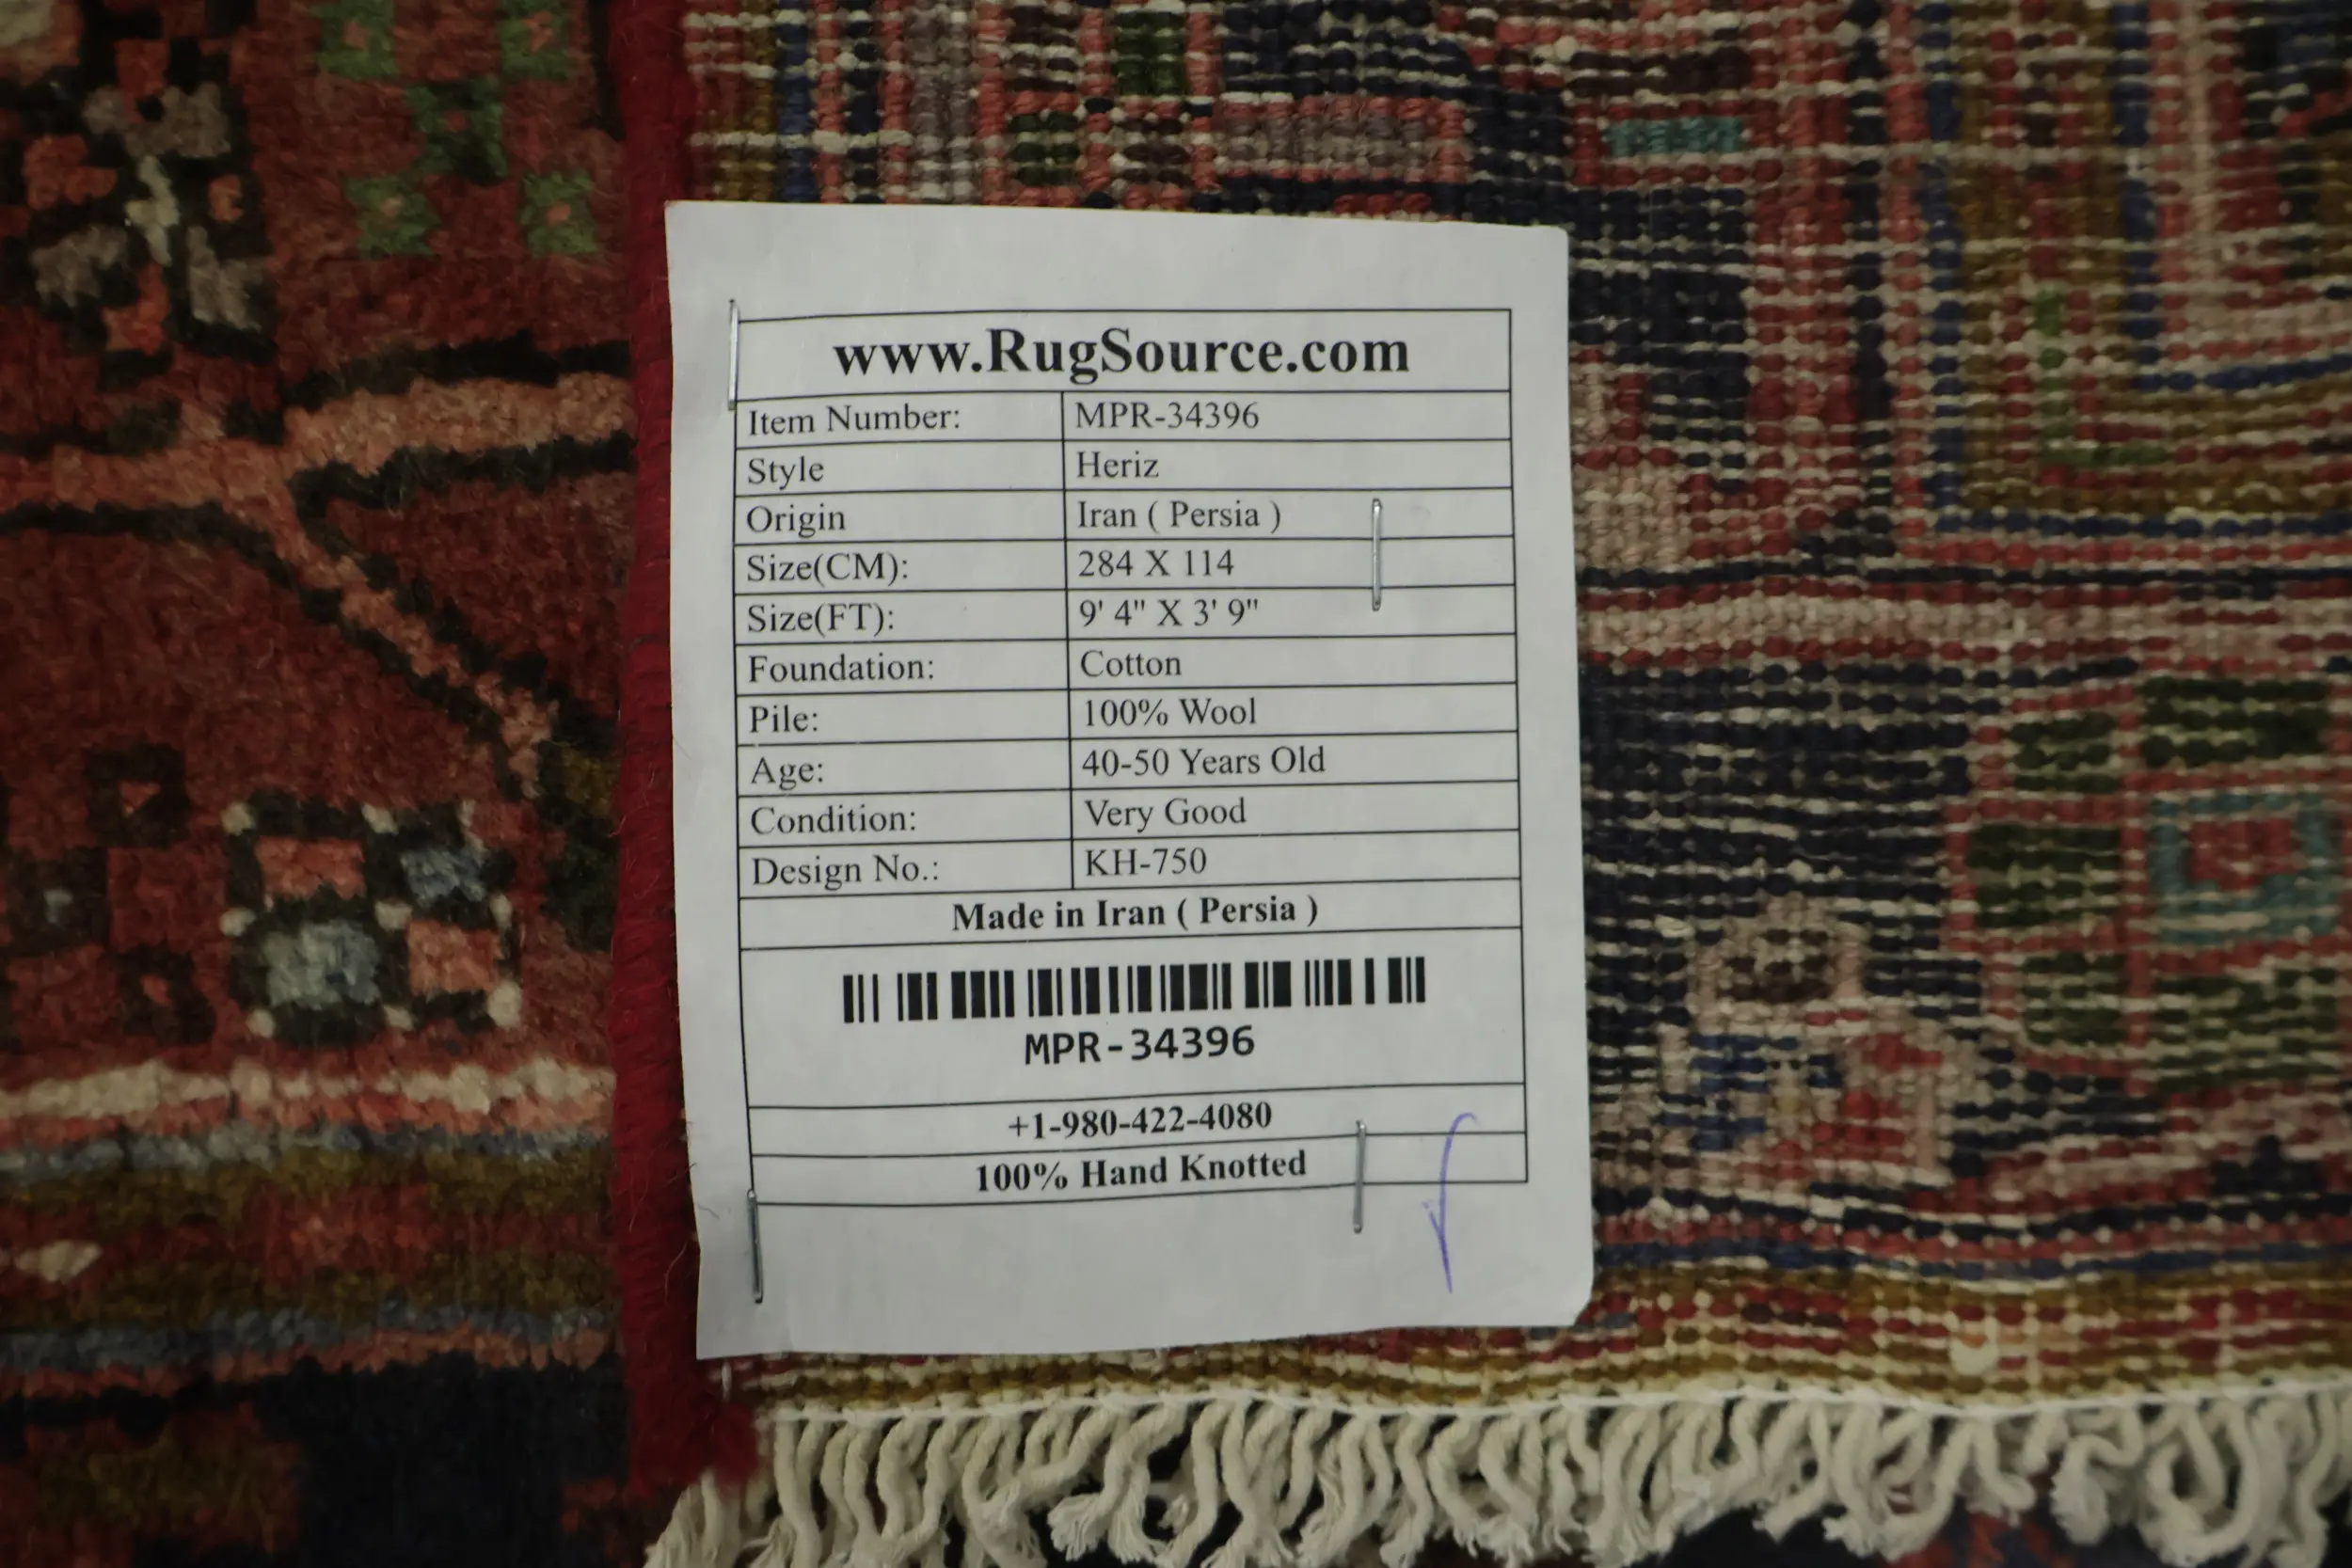 www.RugSource.com
Item Number: MPR-34396
Style Heriz
Origin Iran ( Persia )
Size(CM): 284 X 114
Size(FT): 9' 4" X 3' 9"
Foundation: Cotton
Pile: 100% Wool
Age: 40-50 Years Old
Condition: Very Good
Design No.: KH-750
Made in Iran ( Persia )
MPR-34396
+1-980-422-4080
100% Hand Knotted